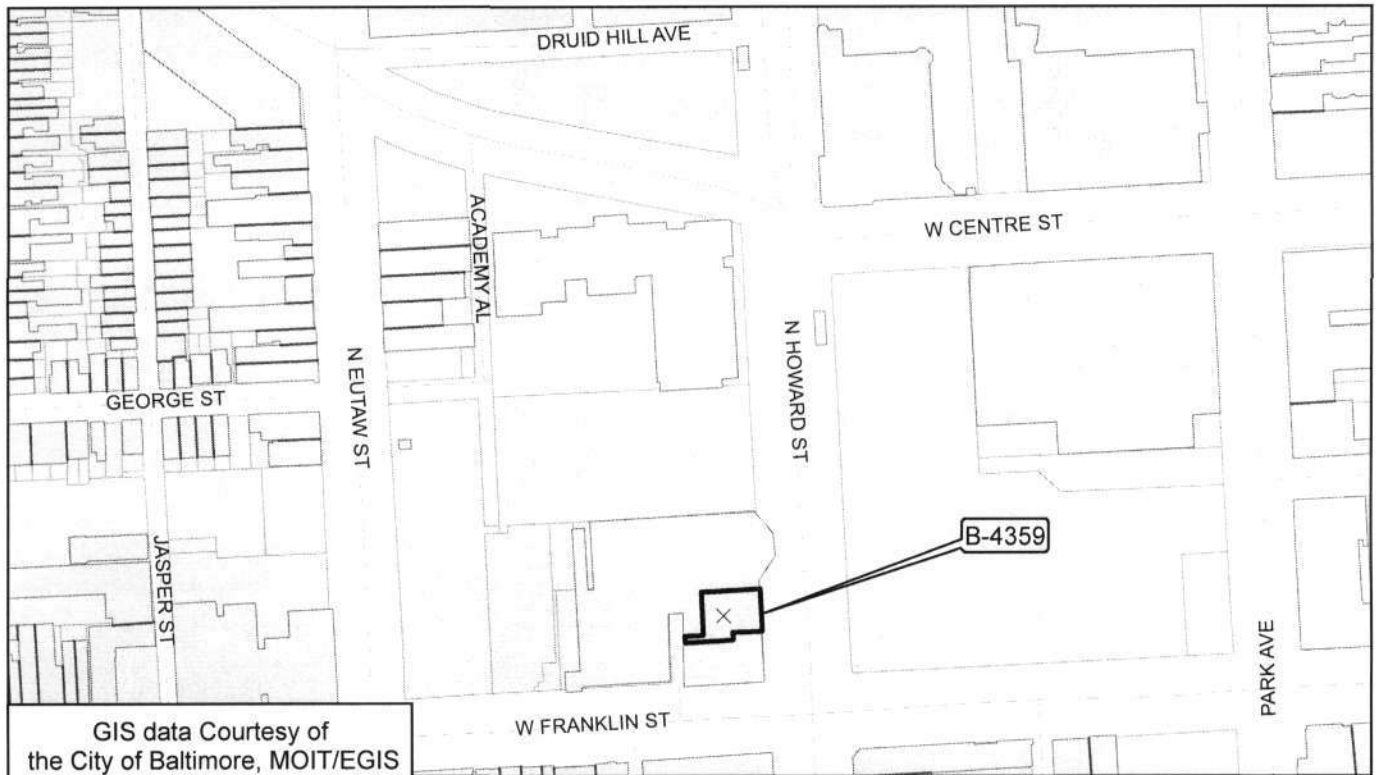 DRUID HILL AVE
W CENTRE ST
ACADEMY AL
N HOWARD ST
N EUTAW ST
GEORGE ST
B-4359
JASPER ST
PARK AVE
W FRANKLIN ST
GIS data Courtesy of
the City of Baltimore, MOIT/EGIS